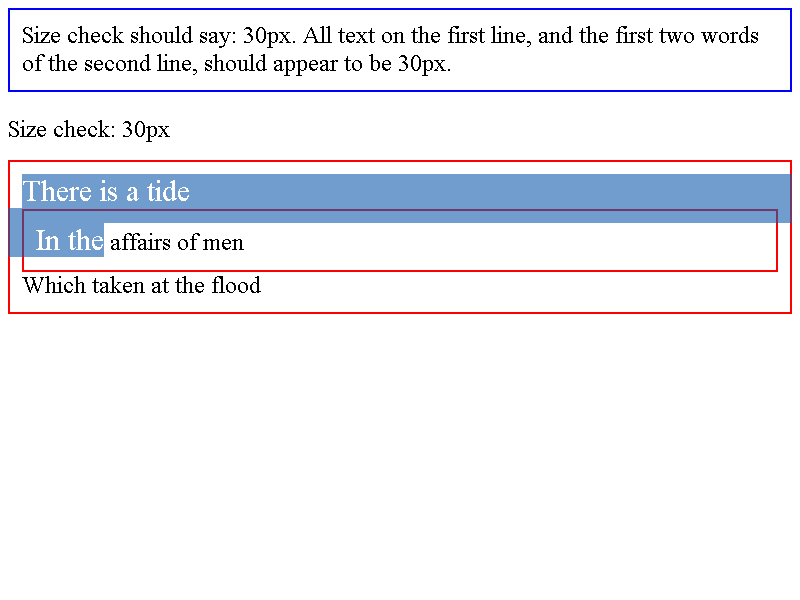 Size check should say: 30px. All text on the first line, and the first two words
of the second line, should appear to be 30px.
Size check: 30px
There is a tide
In the affairs of men
Which taken at the flood